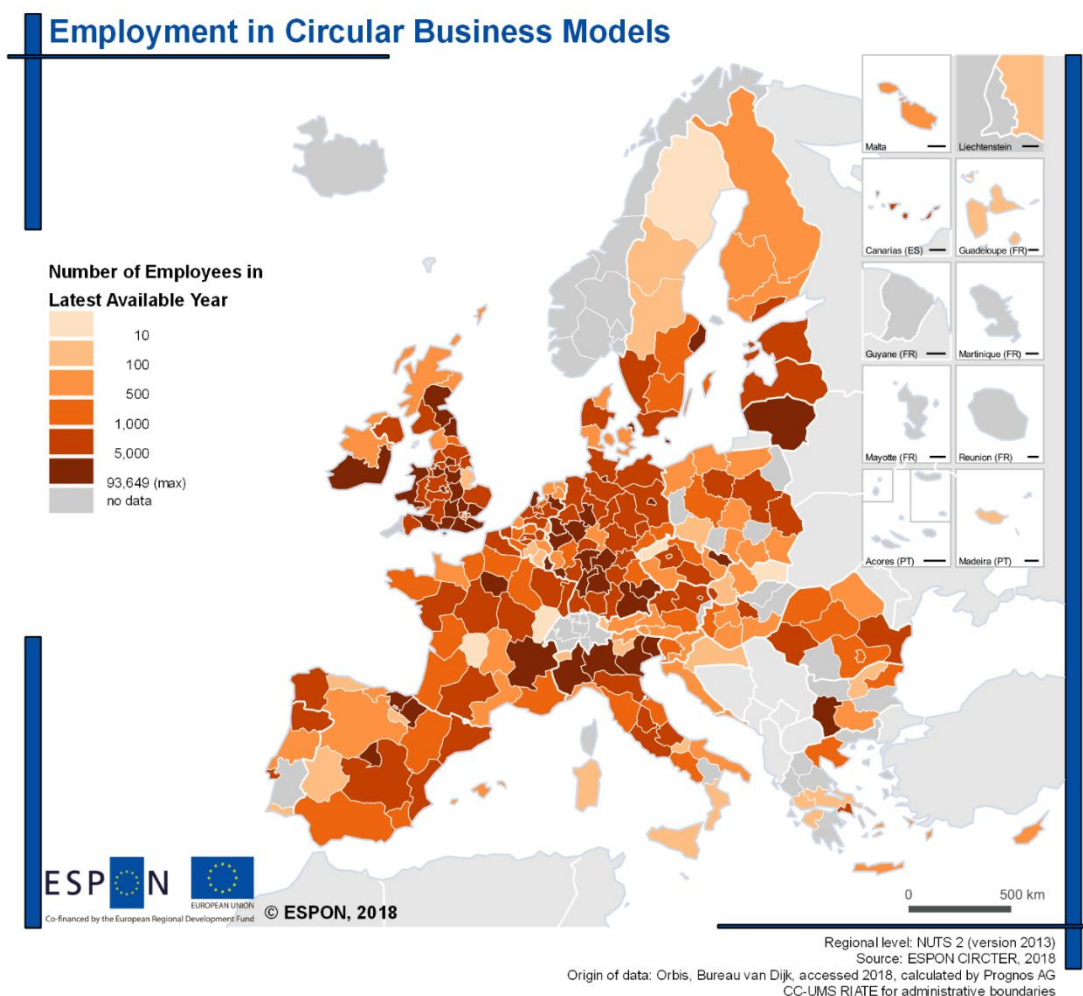 Employment in Circular Business Models
Number of Employees in
Latest Available Year
10
100
500
1,000
5,000
93,649 (max)
no data
Malta
Liechtenstein
Canarias (ES)
Guadeloupe (FR)
Guyane (FR)
Martinique (FR)
Mayotte (FR)
Reunion (FR)
Acores (PT)
Madeira (PT)
ESPON
EUROPEAN UNION
Co-financed by the European Regional Development Fund
© ESPON, 2018
0 500 km
Regional level: NUTS 2 (version 2013)
Source: ESPON CIRCTER, 2018
Origin of data: Orbis, Bureau van Dijk, accessed 2018, calculated by Prognos AG
CC-UMS RIATE for administrative boundaries